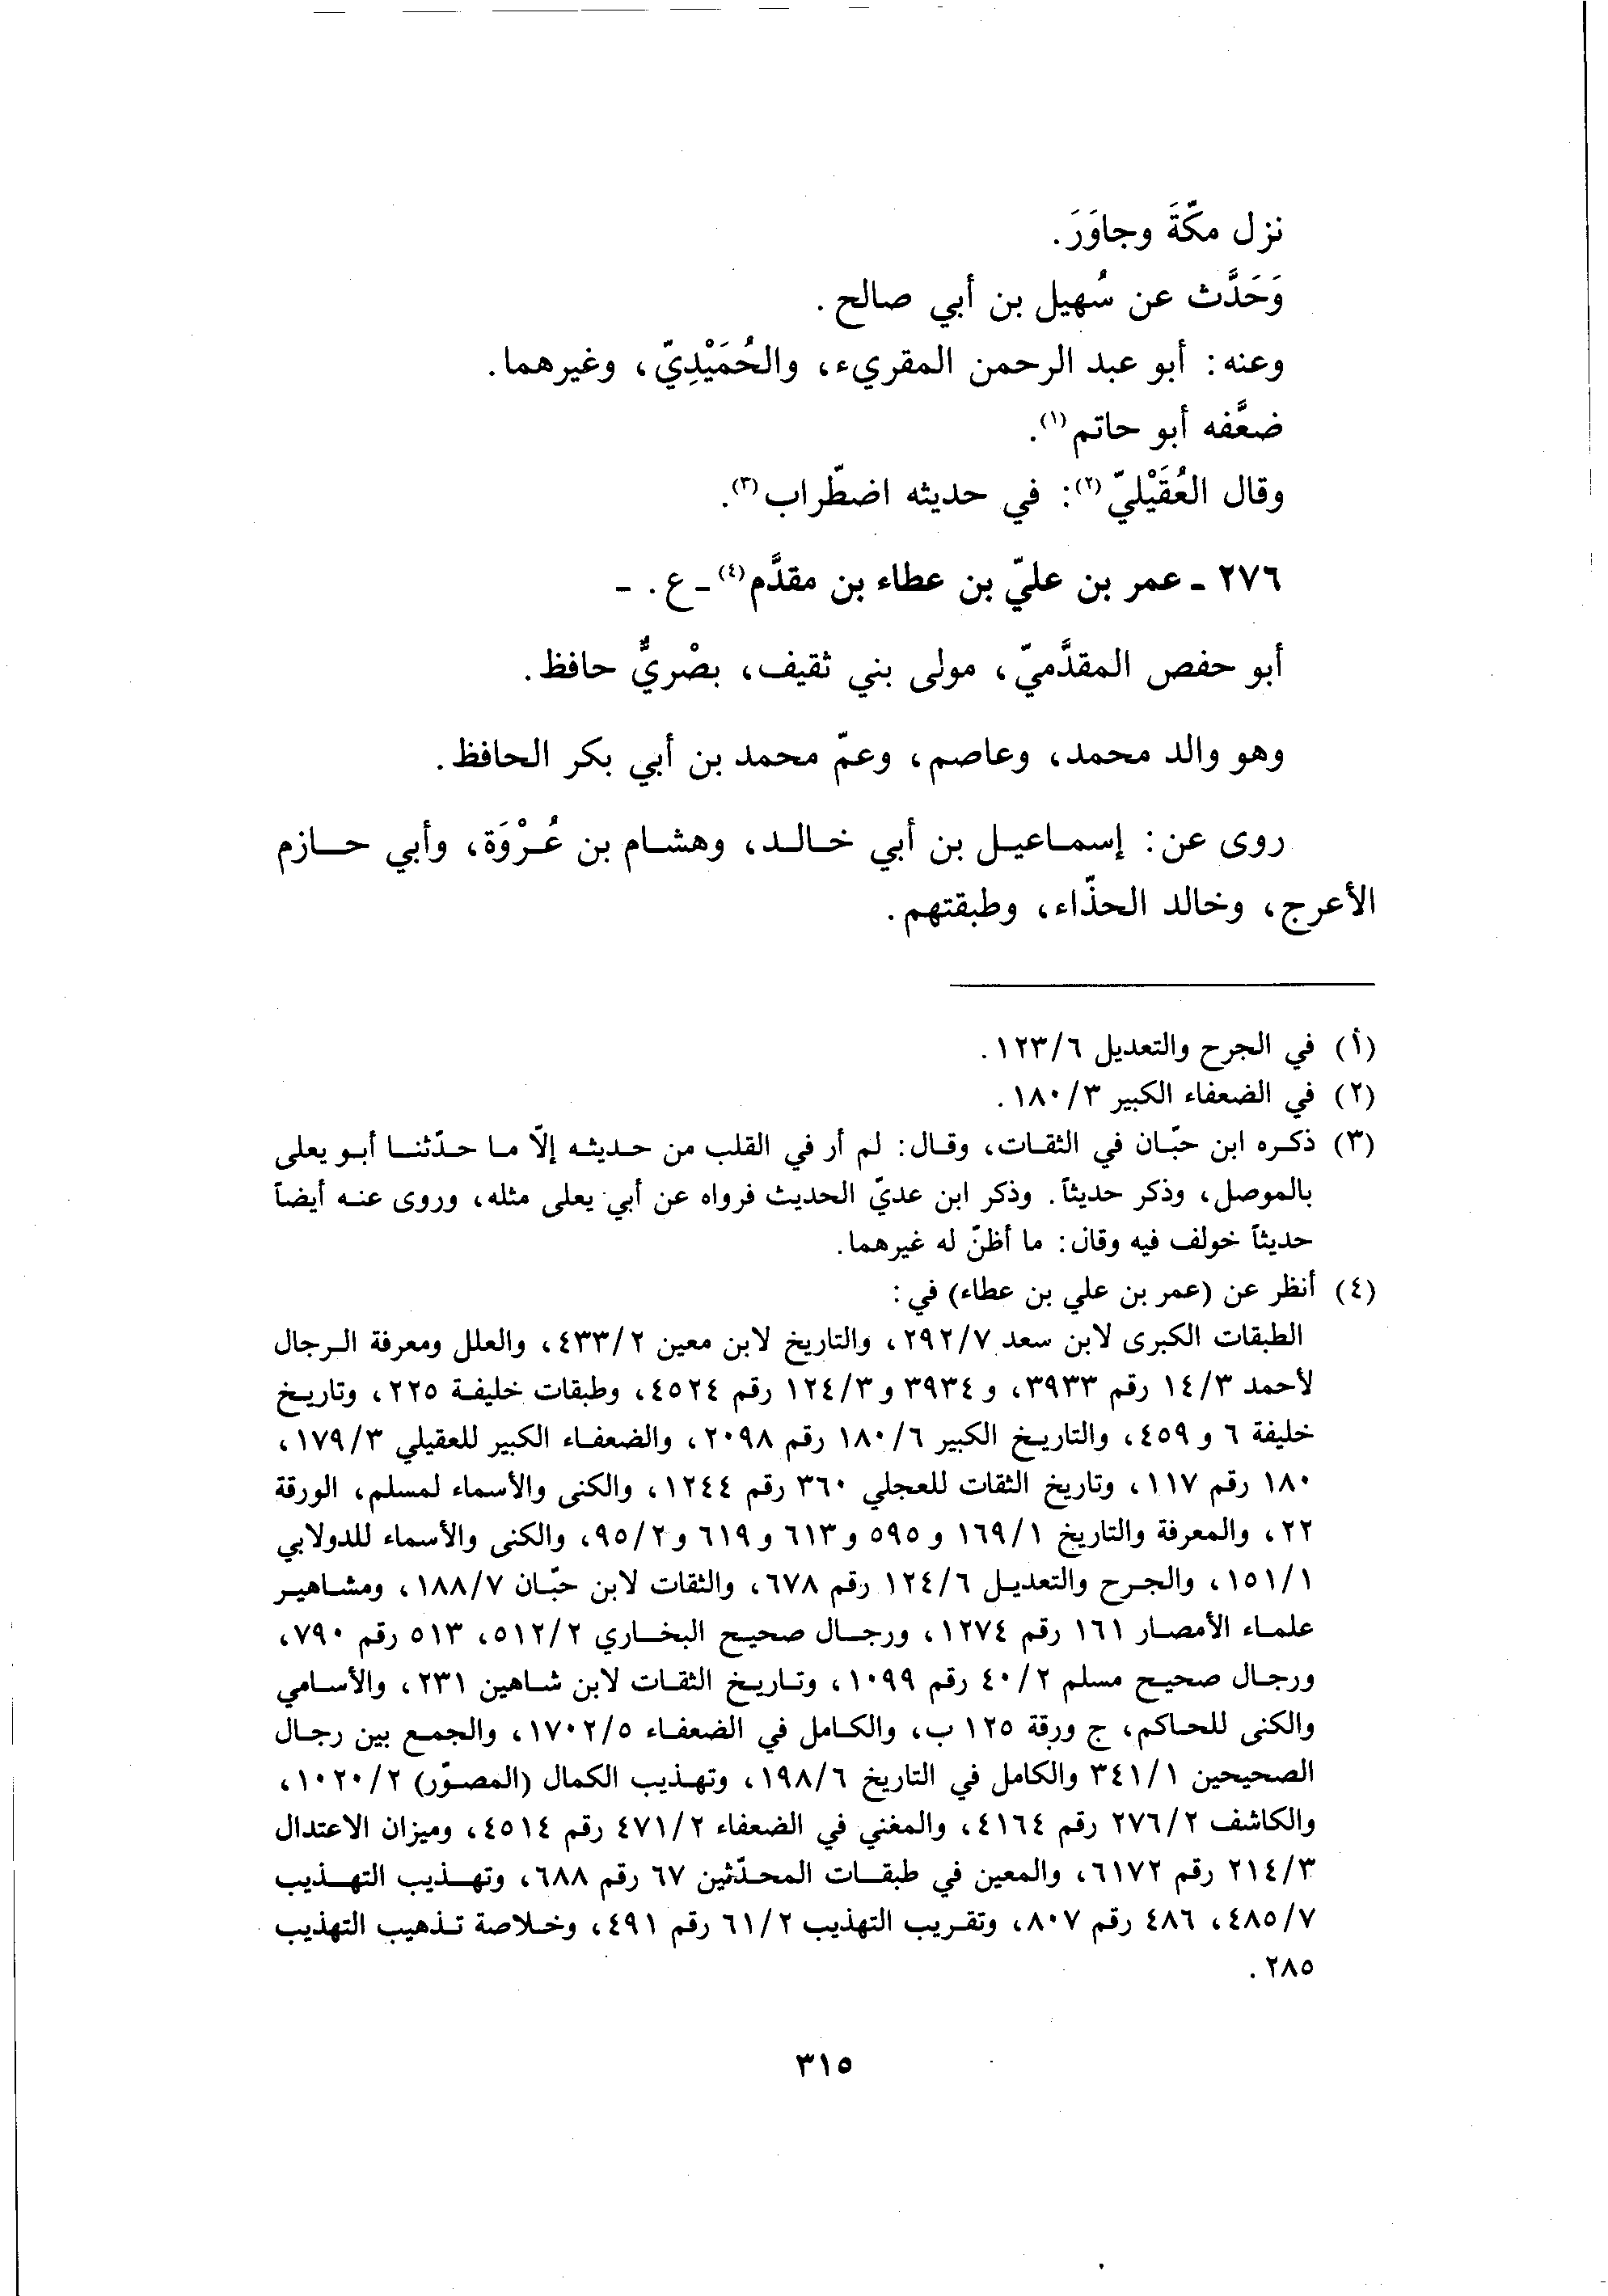 نزل مكّةَ وجاوَرَ.
وَحَدَّث عن سُهيل بن أبي صالح.
وعنه: أبو عبد الرحمن المقريء، والحُمَيْدِيّ، وغيرهما.
ضعَّفه أبو حاتم(١).
وقال العُقَيْليّ(٢): في حديثه اضطّراب(٣).
٢٧٦ - عمر بن عليّ بن عطاء بن مقدَّم(٤) - ع. -
أبو حفص المقدَّميّ، مولى بني ثقيف، بصْريٌّ حافظ.
وهو والد محمد، وعاصم، وعمّ محمد بن أبي بكر الحافظ.
روى عن: إسماعيل بن أبي خالد، وهشام بن عُرْوَة، وأبي حازم
الأعرج، وخالد الحذّاء، وطبقتهم.
(أ) في الجرح والتعديل ١٢٣/٦.
(٢) في الضعفاء الكبير ١٨٠/٣.
(٣) ذكره ابن حبّان في الثقات، وقال: لم أر في القلب من حديثه إلّا ما حدّثنا أبو يعلى
بالموصل، وذكر حديثاً. وذكر ابن عديّ الحديث فرواه عن أبي يعلى مثله، وروى عنه أيضاً
حديثاً خولف فيه وقال: ما أظنّ له غيرهما.
(٤) أنظر عن (عمر بن علي بن عطاء) في:
الطبقات الكبرى لابن سعد ٢٩٢/٧، والتاريخ لابن معين ٤٣٣/٢، والعلل ومعرفة الرجال
لأحمد ١٤/٣ رقم ٣٩٣٣، و ٣٩٣٤ و١٢٤/٣ رقم ٤٥٢٤، وطبقات خليفة ٢٢٥، وتاريخ
خليفة ٦ و ٤٥٩، والتاريخ الكبير ١٨٠/٦ رقم ٢٠٩٨، والضعفاء الكبير للعقيلي ١٧٩/٣،
١٨٠ رقم ١١٧، وتاريخ الثقات للعجلي ٣٦٠ رقم ١٢٤٤، والكنى والأسماء لمسلم، الورقة
٢٢، والمعرفة والتاريخ ١٦٩/١ و ٥٩٥ و٦١٣ و ٦١٩ و٩٥/٢، والكنى والأسماء للدولابي
١٥١/١، والجرح والتعديل ١٢٤/٦ رقم ٦٧٨، والثقات لابن حبّان ١٨٨/٧، ومشاهير
علماء الأمصار ١٦١ رقم ١٢٧٤، ورجال صحيح البخاري ٥١٢/٢، ٥١٣ رقم ٧٩٠،
ورجال صحيح مسلم ٤٠/٢ رقم ١٠٩٩، وتاريخ الثقات لابن شاهين ٢٣١، والأسامي
والكنى للحاكم، ج ورقة ١٢٥ ب، والكامل في الضعفاء ١٧٠٢/٥، والجمع بين رجال
الصحيحين ٣٤١/١ والكامل في التاريخ ١٩٨/٦، وتهذيب الكمال (المصوّر) ١٠٢٠/٢،
والكاشف ٢٧٦/٢ رقم ٤١٦٤، والمغني في الضعفاء ٤٧١/٢ رقم ٤٥١٤، وميزان الاعتدال
٢١٤/٣ رقم ٦١٧٢، والمعين في طبقات المحدّثين ٦٧ رقم ٦٨٨، وتهذيب التهذيب
٤٨٥/٧، ٤٨٦ رقم ٨٠٧، وتقريب التهذيب ٦١/٢ رقم ٤٩١، وخلاصة تذهيب التهذيب
٢٨٥.
٣١٥